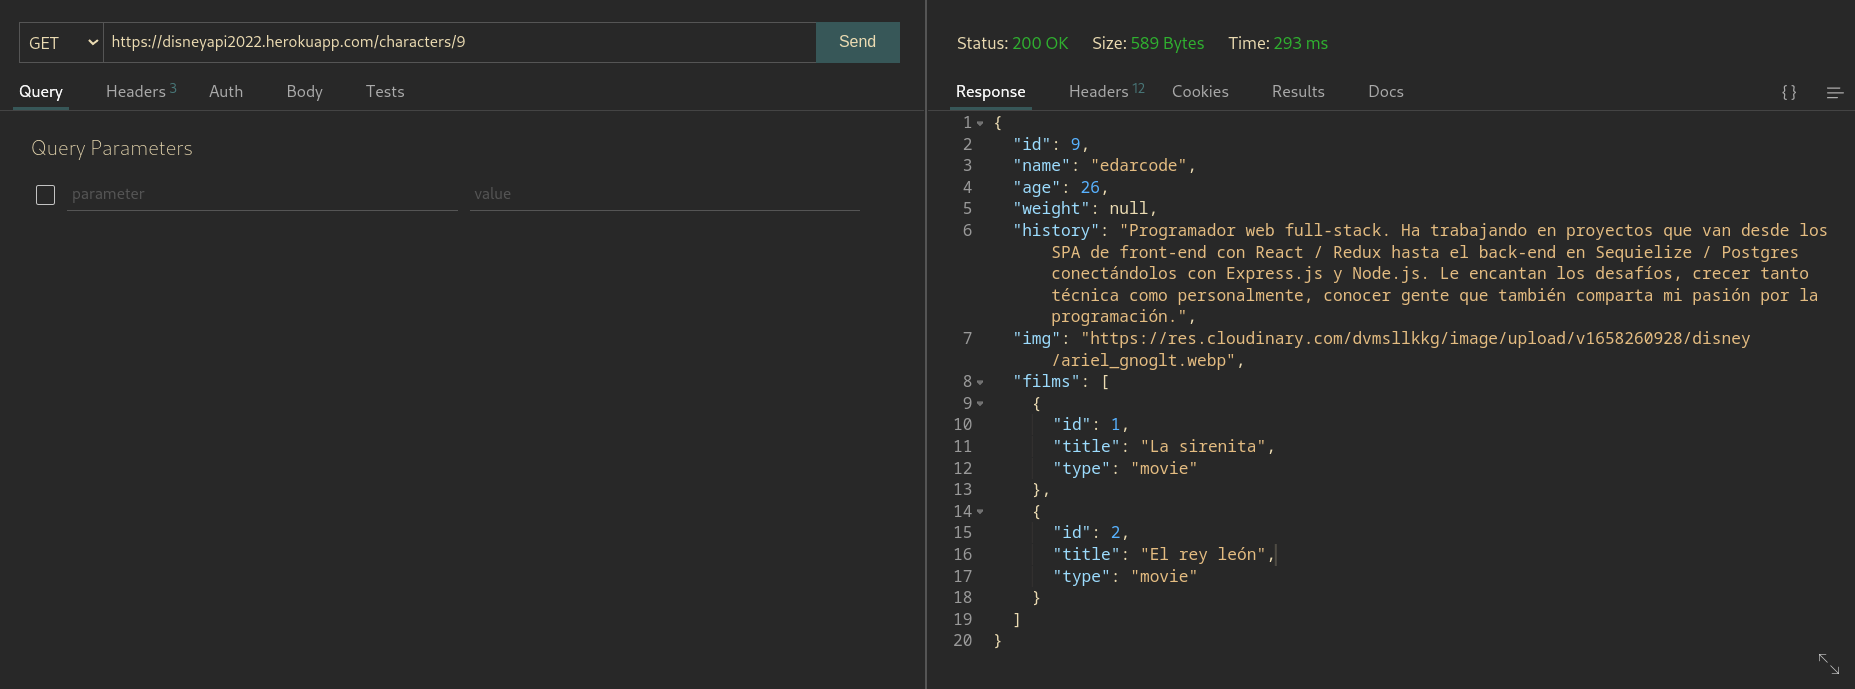 GET https://disneyapi2022.herokuapp.com/characters/9 Send
Query Headers 3 Auth Body Tests
Query Parameters
parameter value
Status: 200 OK Size: 589 Bytes Time: 293 ms
Response Headers 12 Cookies Results Docs {}
1 {
2 "id": 9,
3 "name": "edarcode",
4 "age": 26,
5 "weight": null,
6 "history": "Programador web full-stack. Ha trabajando en proyectos que van desde los
SPA de front-end con React / Redux hasta el back-end en Sequielize / Postgres
conectándolos con Express.js y Node.js. Le encantan los desafíos, crecer tanto
técnica como personalmente, conocer gente que también comparta mi pasión por la
programación.",
7 "img": "https://res.cloudinary.com/dvmsllkkg/image/upload/v1658260928/disney
/ariel_gnoglt.webp",
8 "films": [
9 {
10 "id": 1,
11 "title": "La sirenita",
12 "type": "movie"
13 },
14 {
15 "id": 2,
16 "title": "El rey león",
17 "type": "movie"
18 }
19 ]
20 }